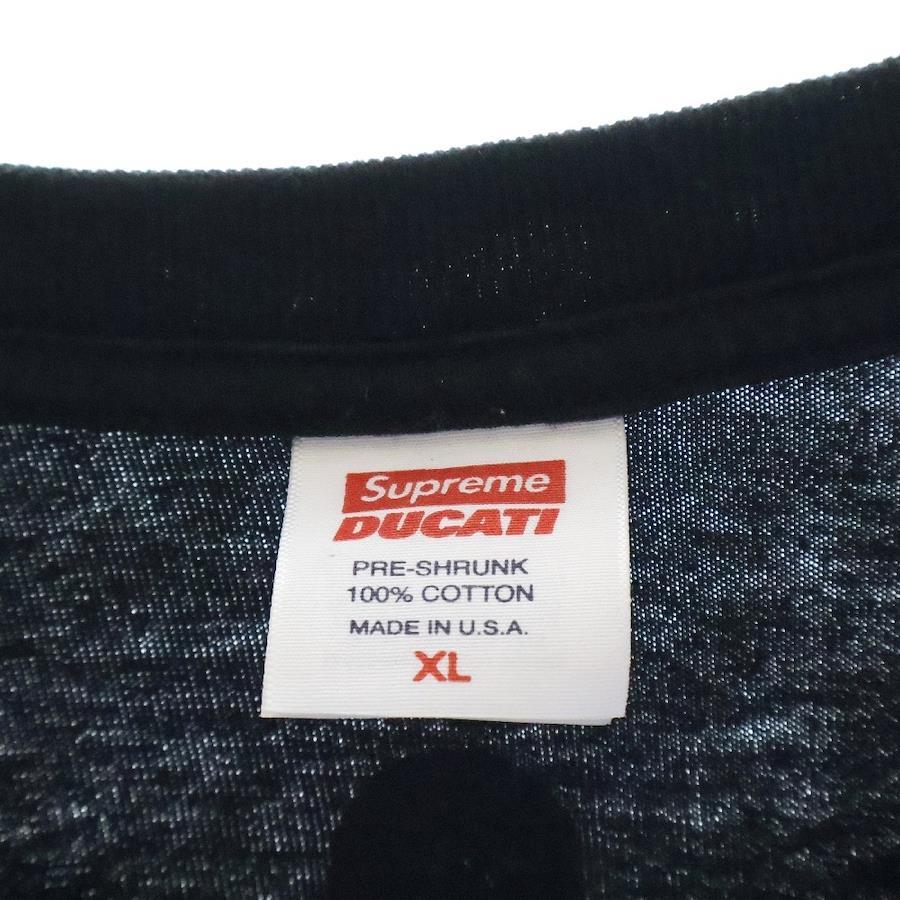 Supreme
DUCATI
PRE-SHRUNK
100% COTTON
MADE IN U.S.A.
XL